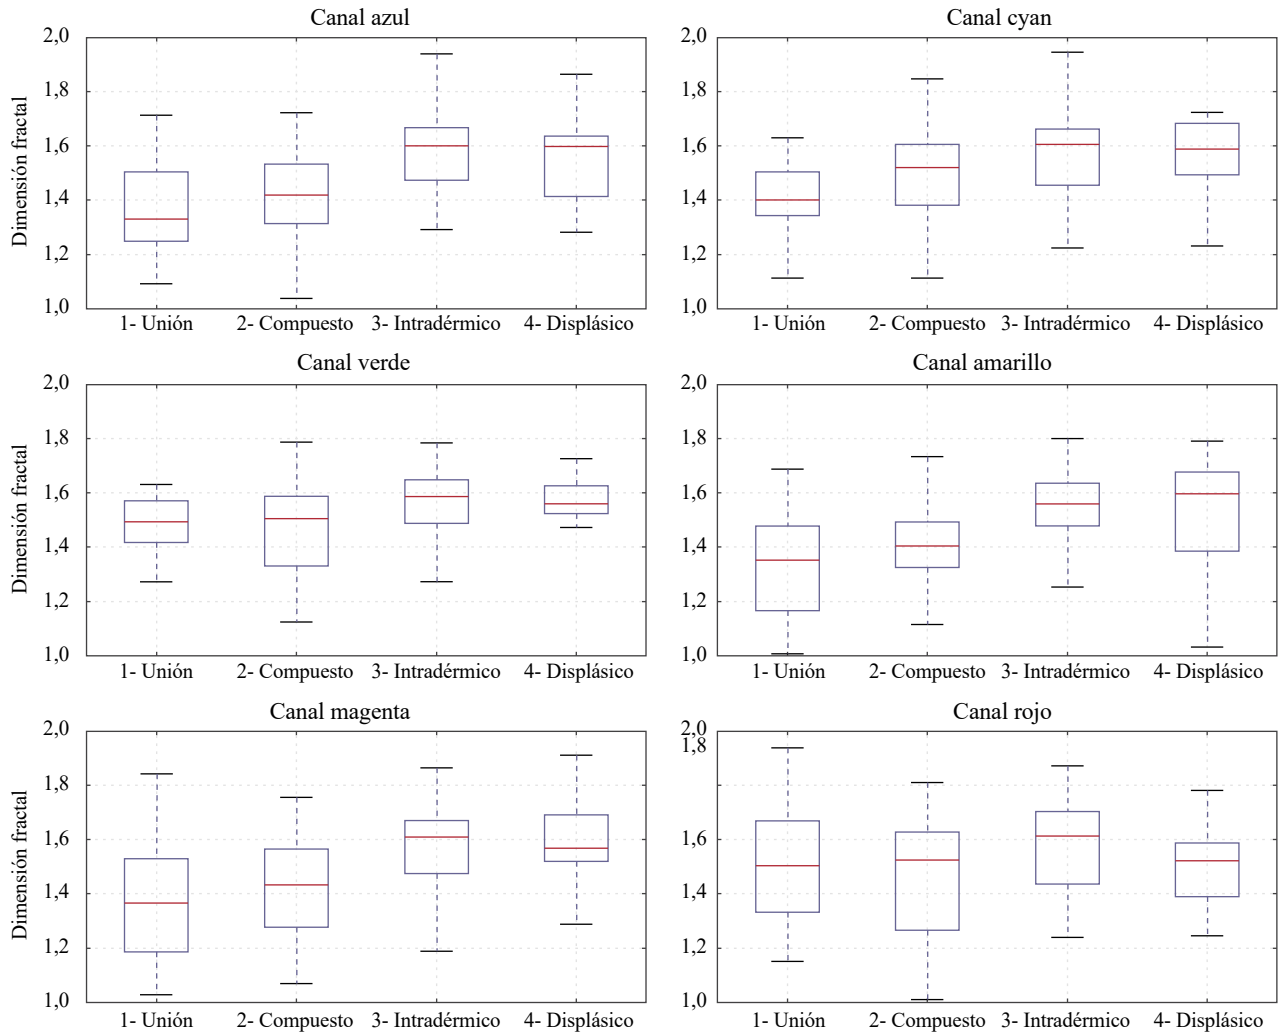 Canal azul
Dimensión fractal
2,0
1,8
1,6
1,4
1,2
1,0
1- Unión 2- Compuesto 3- Intradérmico 4- Displásico
Canal cyan
2,0
1,8
1,6
1,4
1,2
1,0
1- Unión 2- Compuesto 3- Intradérmico 4- Displásico
Canal verde
Dimensión fractal
2,0
1,8
1,6
1,4
1,2
1,0
1- Unión 2- Compuesto 3- Intradérmico 4- Displásico
Canal amarillo
2,0
1,8
1,6
1,4
1,2
1,0
1- Unión 2- Compuesto 3- Intradérmico 4- Displásico
Canal magenta
Dimensión fractal
2,0
1,8
1,6
1,4
1,2
1,0
1- Unión 2- Compuesto 3- Intradérmico 4- Displásico
Canal rojo
2,0
1,8
1,6
1,4
1,2
1,0
1- Unión 2- Compuesto 3- Intradérmico 4- Displásico